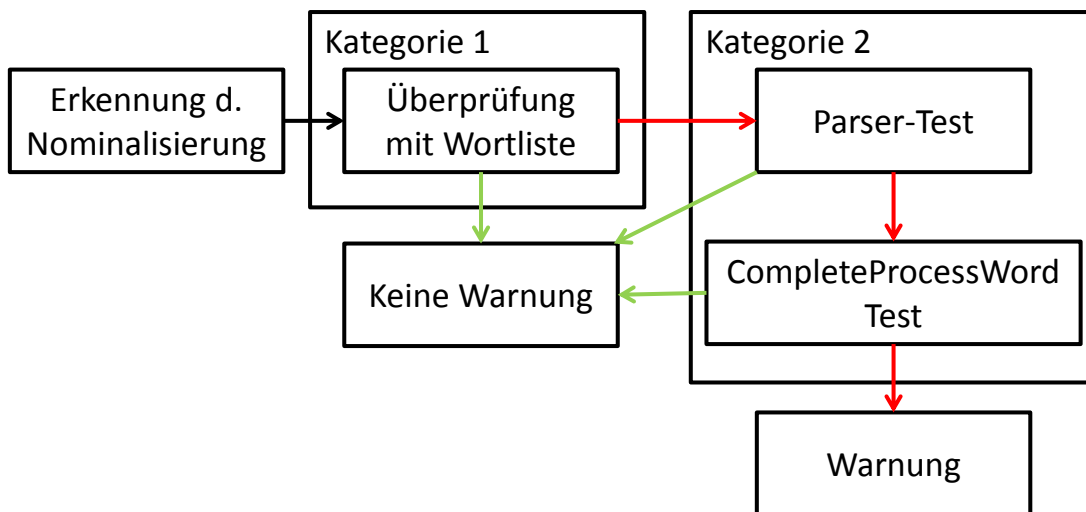 Kategorie 1
Kategorie 2
Erkennung d.
Nominalisierung
Überprüfung
mit Wortliste
Parser-Test
Keine Warnung
CompleteProcessWord
Test
Warnung